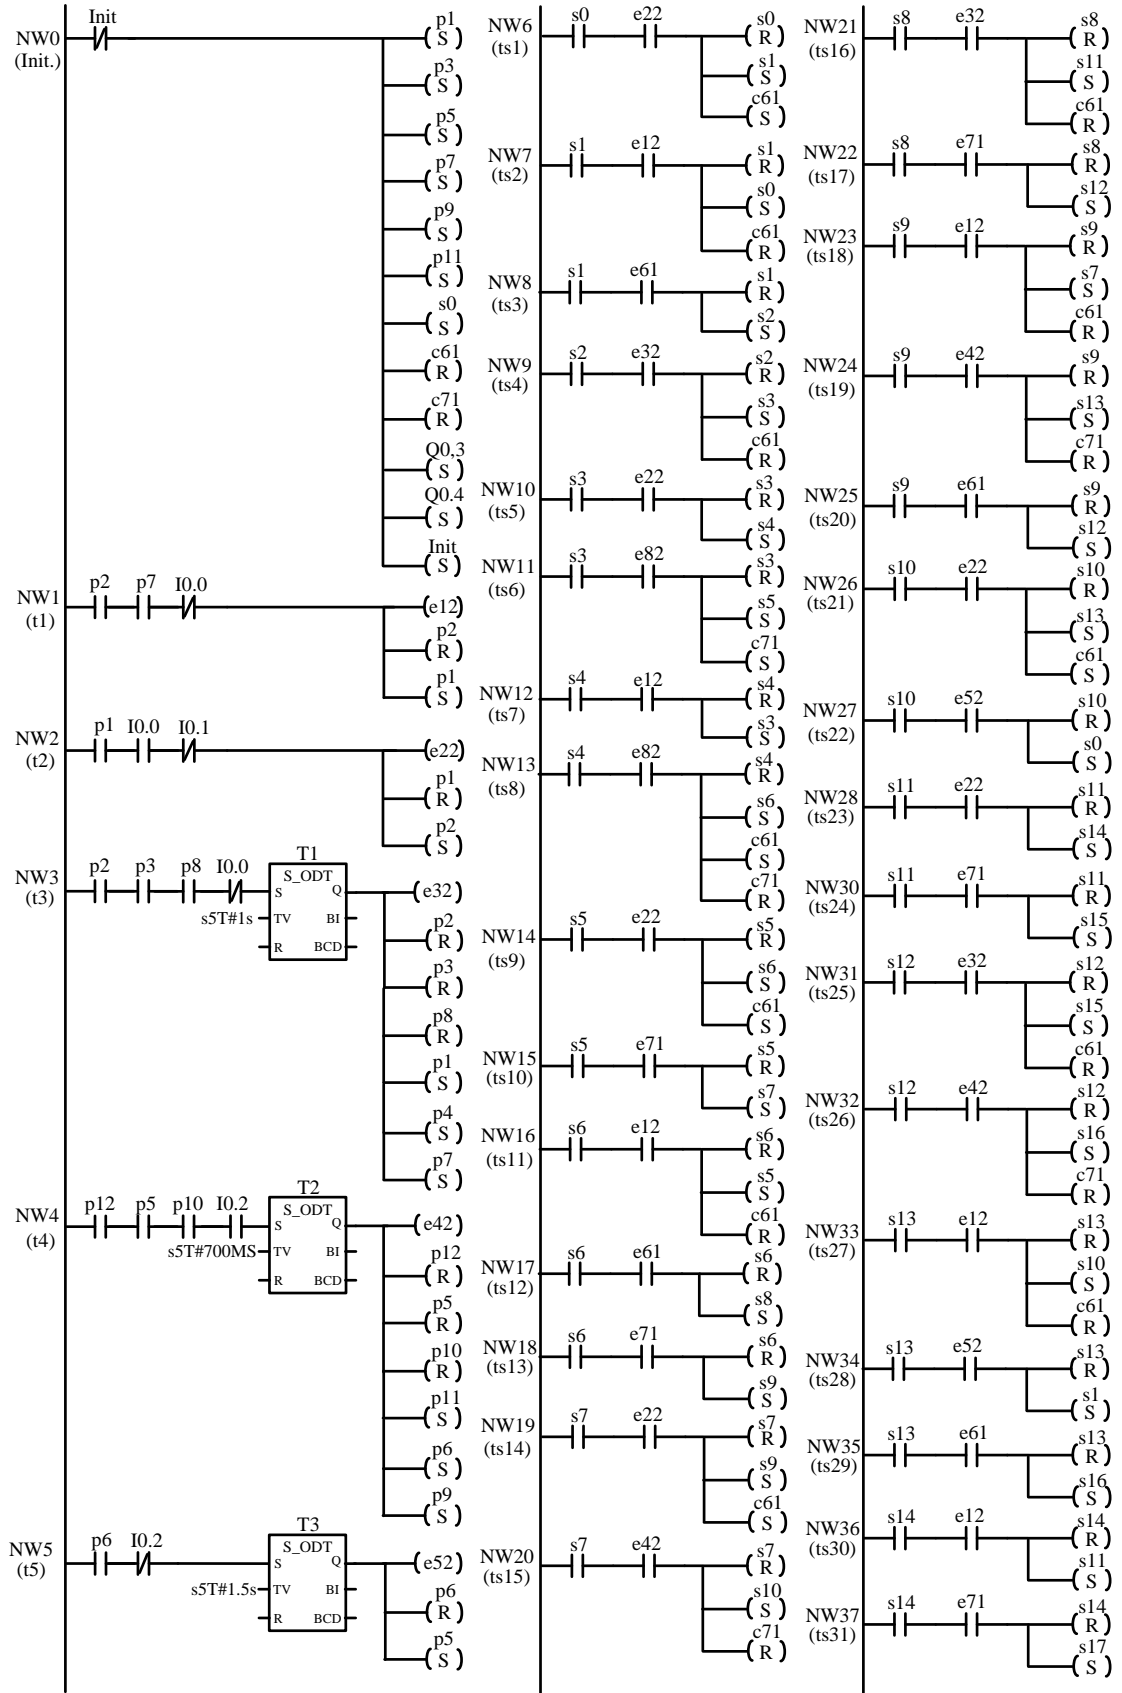 Init
NW0
(Init.)
p1
S
p3
S
p5
S
p7
S
p9
S
p11
S
s0
S
c61
R
c71
R
Q0,3
S
Q0.4
S
Init
S
NW1
(t1)
p2 p7 I0.0
e12
p2
R
p1
S
NW2
(t2)
p1 I0.0 I0.1
e22
p1
R
p2
S
NW3
(t3)
p2 p3 p8 I0.0
T1
S_ODT
S Q
s5T#1s
TV BI
R BCD
e32
p2
R
p3
R
p8
R
p1
S
p4
S
p7
S
NW4
(t4)
p12 p5 p10 I0.2
T2
S_ODT
S Q
s5T#700MS
TV BI
R BCD
e42
p12
R
p5
R
p10
R
p11
S
p6
S
p9
S
NW5
(t5)
p6 I0.2
T3
S_ODT
S Q
s5T#1.5s
TV BI
R BCD
e52
p6
R
p5
S
NW6
(ts1)
s0 e22
s0
R
s1
S
c61
S
NW7
(ts2)
s1 e12
s1
R
s0
S
c61
R
NW8
(ts3)
s1 e61
s1
R
s2
S
NW9
(ts4)
s2 e32
s2
R
s3
S
c61
R
NW10
(ts5)
s3 e22
s3
R
s4
S
NW11
(ts6)
s3 e82
s3
R
s5
S
c71
S
NW12
(ts7)
s4 e12
s4
R
s3
S
NW13
(ts8)
s4 e82
s4
R
s6
S
c61
S
c71
R
NW14
(ts9)
s5 e22
s5
R
s6
S
c61
S
NW15
(ts10)
s5 e71
s5
R
s7
S
NW16
(ts11)
s6 e12
s6
R
s5
S
c61
R
NW17
(ts12)
s6 e61
s6
R
s8
S
NW18
(ts13)
s6 e71
s6
R
s9
S
NW19
(ts14)
s7 e22
s7
R
s9
S
c61
S
NW20
(ts15)
s7 e42
s7
R
s10
S
c71
R
NW21
(ts16)
s8 e32
s8
R
s11
S
c61
R
NW22
(ts17)
s8 e71
s8
R
s12
S
NW23
(ts18)
s9 e12
s9
R
s7
S
c61
R
NW24
(ts19)
s9 e42
s9
R
s13
S
c71
R
NW25
(ts20)
s9 e61
s9
R
s12
S
NW26
(ts21)
s10 e22
s10
R
s13
S
c61
S
NW27
(ts22)
s10 e52
s10
R
s0
S
NW28
(ts23)
s11 e22
s11
R
s14
S
NW30
(ts24)
s11 e71
s11
R
s15
S
NW31
(ts25)
s12 e32
s12
R
s15
S
c61
R
NW32
(ts26)
s12 e42
s12
R
s16
S
c71
R
NW33
(ts27)
s13 e12
s13
R
s10
S
c61
R
NW34
(ts28)
s13 e52
s13
R
s1
S
NW35
(ts29)
s13 e61
s13
R
s16
S
NW36
(ts30)
s14 e12
s14
R
s11
S
NW37
(ts31)
s14 e71
s14
R
s17
S